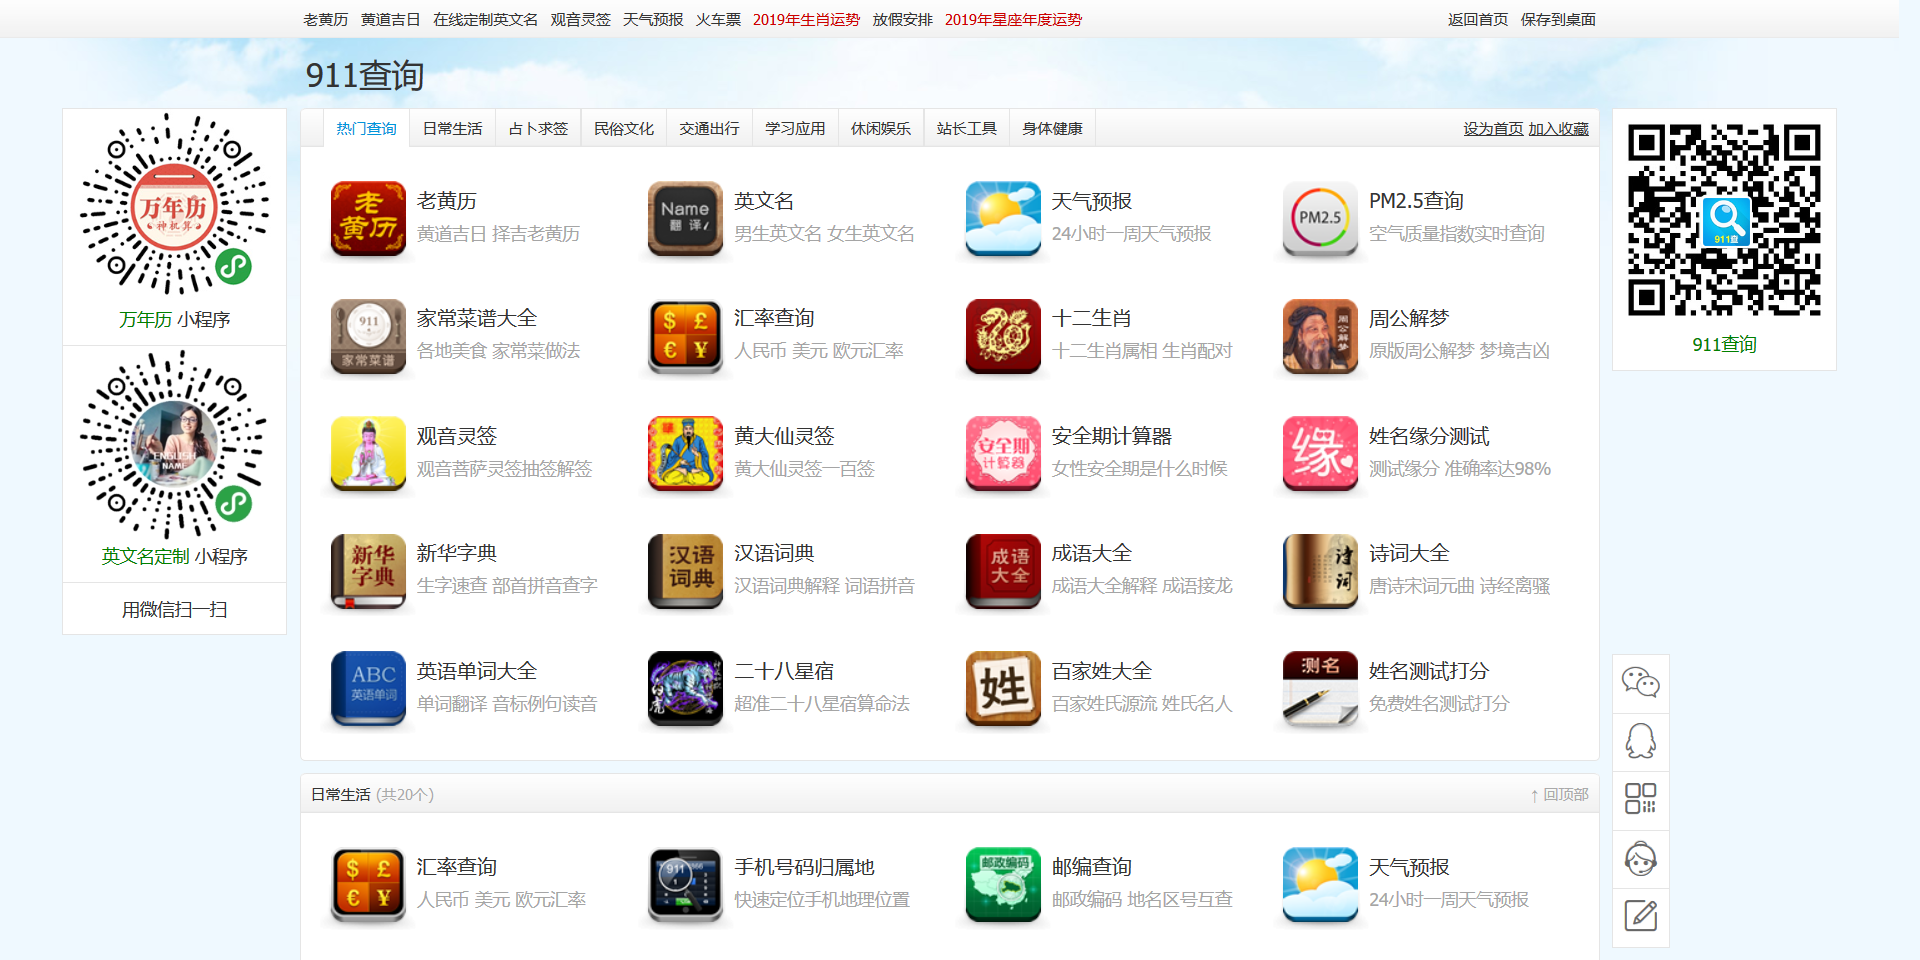 老黄历 黄道吉日 在线定制英文名 观音灵签 天气预报 火车票 2019年生肖运势 放假安排 2019年星座年度运势 返回首页 保存到桌面
911查询
热门查询 日常生活 占卜求签 民俗文化 交通出行 学习应用 休闲娱乐 站长工具 身体健康 设为首页 加入收藏
万年历
神机算
万年历 小程序
ENGLISH
NAME
英文名定制 小程序
用微信扫一扫
老黄历
老黄历
黄道吉日 择吉老黄历
Name
翻译
英文名
男生英文名 女生英文名
天气预报
24小时一周天气预报
PM2.5
PM2.5查询
空气质量指数实时查询
911
家常菜谱
家常菜谱大全
各地美食 家常菜做法
$ £
€ ¥
汇率查询
人民币 美元 欧元汇率
十二生肖
十二生肖属相 生肖配对
周公解梦
周公解梦
原版周公解梦 梦境吉凶
观音灵签
观音菩萨灵签抽签解签
黄大仙灵签
黄大仙灵签一百签
安全期
计算器
安全期计算器
女性安全期是什么时候
缘
姓名缘分测试
测试缘分 准确率达98%
新华
字典
新华字典
生字速查 部首拼音查字
汉语
词典
汉语词典
汉语词典解释 词语拼音
成语
大全
成语大全
成语大全解释 成语接龙
诗词
诗词大全
唐诗宋词元曲 诗经离骚
ABC
英语单词
英语单词大全
单词翻译 音标例句读音
白虎
二十八星宿
超准二十八星宿算命法
姓
百家姓大全
百家姓氏源流 姓氏名人
测名
姓名测试打分
免费姓名测试打分
911查
911查询
日常生活 (共20个) ↑ 回顶部
$ £
€ ¥
汇率查询
人民币 美元 欧元汇率
911
手机号码归属地
快速定位手机地理位置
邮政编码
邮编查询
邮政编码 地名区号互查
天气预报
24小时一周天气预报